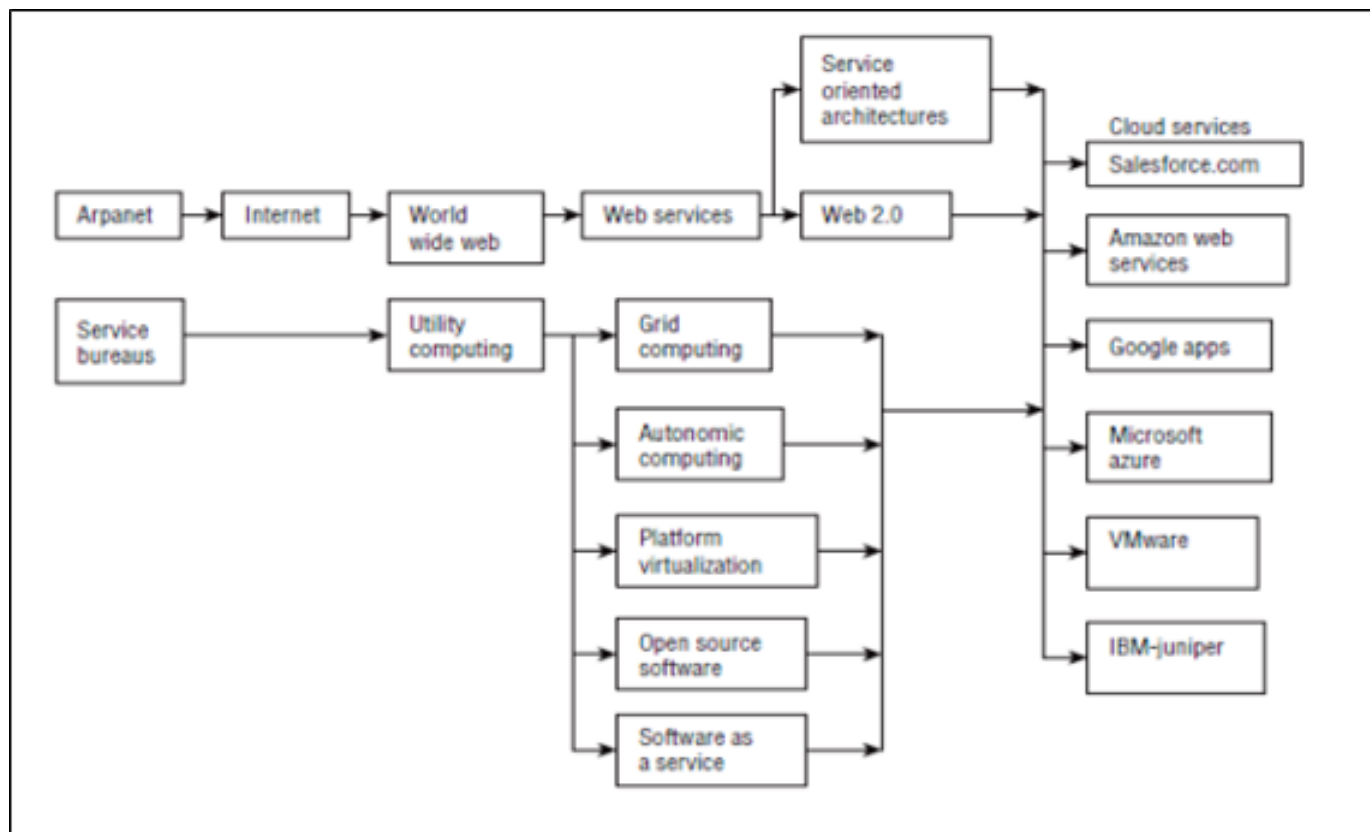 Service
oriented
architectures
Cloud services
Salesforce.com
Arpanet
Internet
World
wide web
Web services
Web 2.0
Amazon web
services
Service
bureaus
Utility
computing
Grid
computing
Google apps
Autonomic
computing
Microsoft
azure
Platform
virtualization
VMware
Open source
software
IBM–juniper
Software as
a service